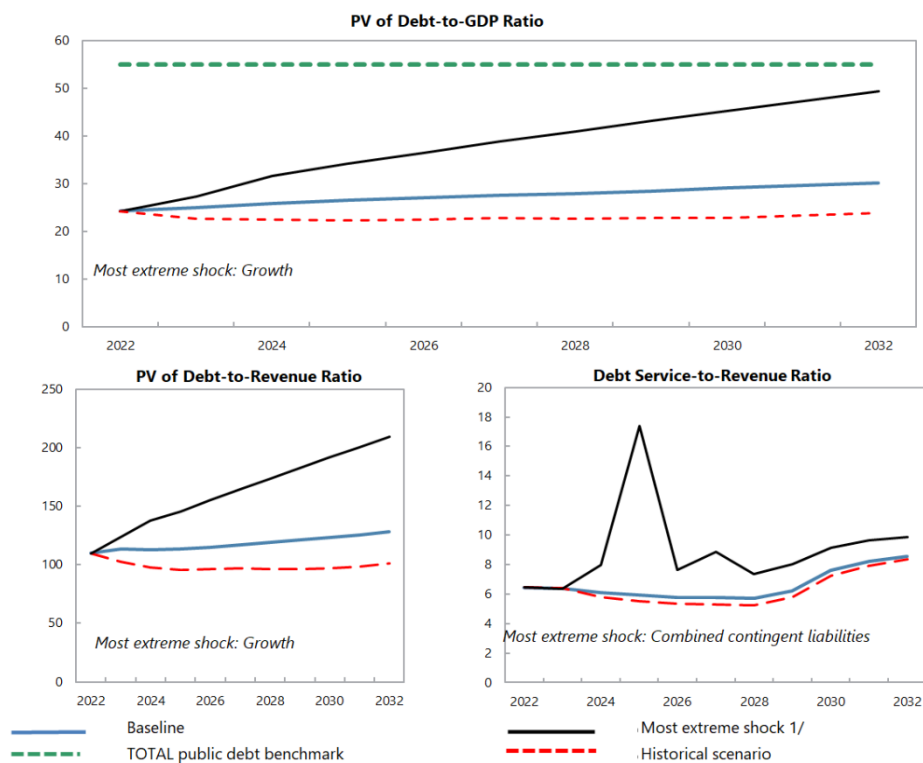 PV of Debt-to-GDP Ratio
60
50
40
30
20
10
0
Most extreme shock: Growth
2022 2024 2026 2028 2030 2032
PV of Debt-to-Revenue Ratio
250
200
150
100
50
0
Most extreme shock: Growth
2022 2024 2026 2028 2030 2032
Debt Service-to-Revenue Ratio
20
18
16
14
12
10
8
6
4
2
0
Most extreme shock: Combined contingent liabilities
2022 2024 2026 2028 2030 2032
Baseline
TOTAL public debt benchmark
Most extreme shock 1/
Historical scenario